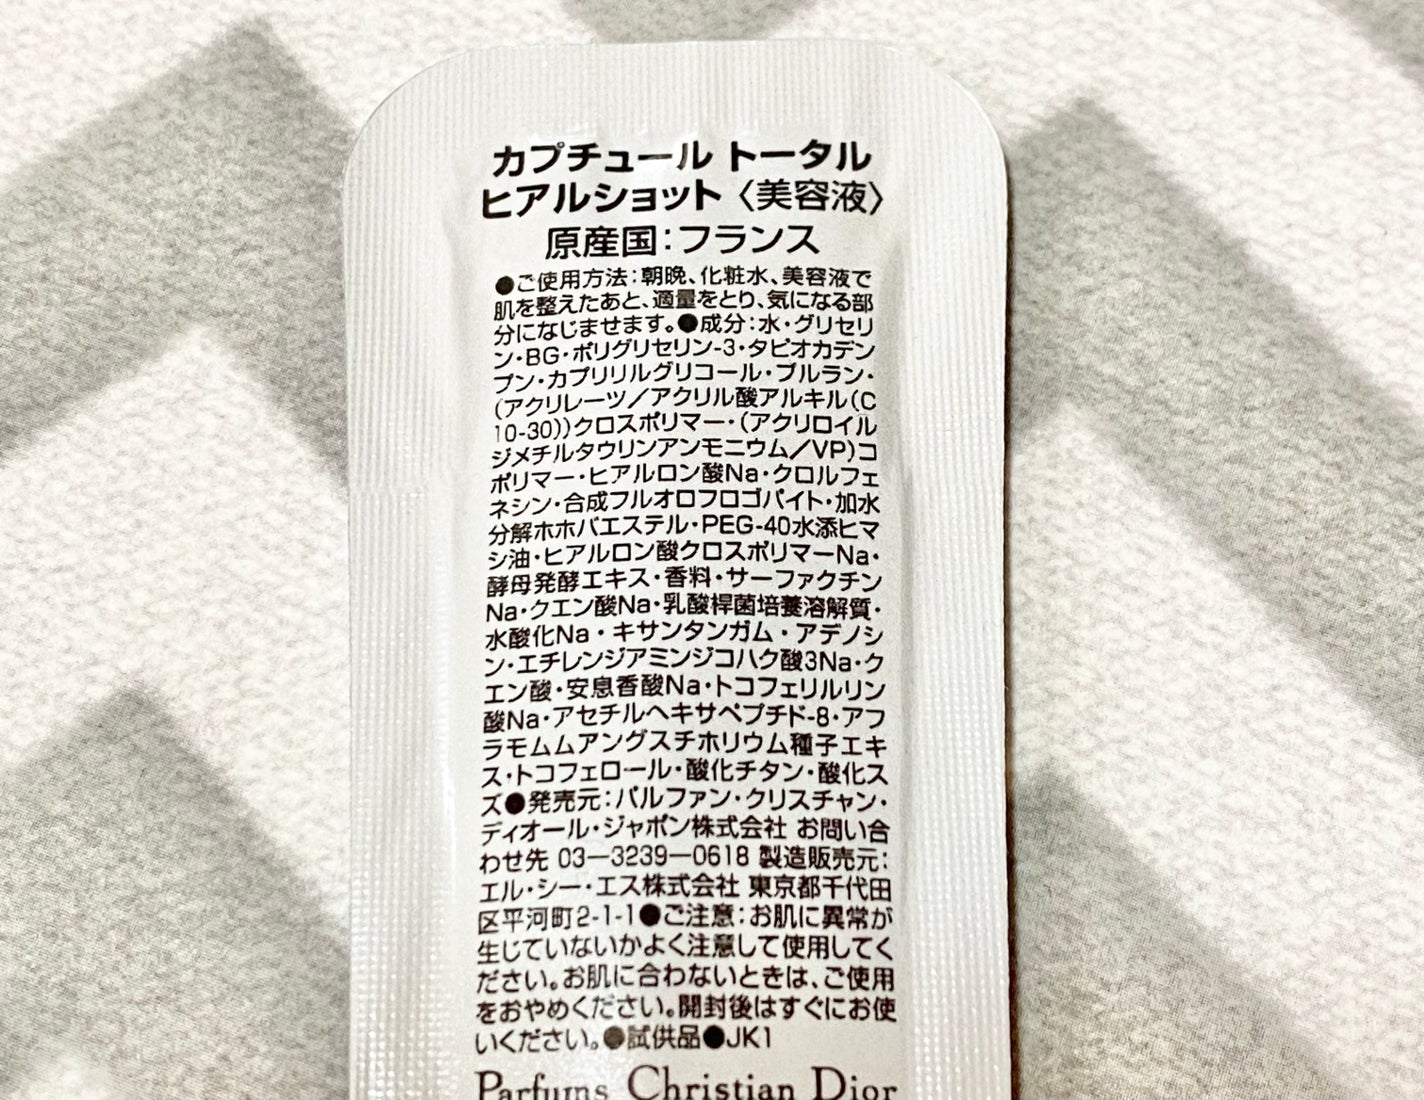 カプチュール トータル
ヒアルショット〈美容液〉
原産国：フランス
●ご使用方法：朝晩、化粧水、美容液で
肌を整えたあと、適量をとり、気になる部
分になじませます。●成分：水・グリセリ
ン・BG・ポリグリセリン-3・タピオカデン
プン・カプリリルグリコール・プルラン・
(アクリレーツ／アクリル酸アルキル(C
10-30))クロスポリマー・(アクリロイル
ジメチルタウリンアンモニウム／VP)コ
ポリマー・ヒアルロン酸Na・クロルフェ
ネシン・合成フルオロフロゴパイト・加水
分解ホホバエステル・PEG-40水添ヒマ
シ油・ヒアルロン酸クロスポリマーNa・
酵母発酵エキス・香料・サーファクチン
Na・クエン酸Na・乳酸桿菌培養溶解質・
水酸化Na・キサンタンガム・アデノシ
ン・エチレンジアミンジコハク酸3Na・ク
エン酸・安息香酸Na・トコフェリルリン
酸Na・アセチルヘキサペプチド-8・アフ
ラモムムアングスチホリウム種子エキ
ス・トコフェロール・酸化チタン・酸化ス
ズ●発売元：パルファン・クリスチャン・
ディオール・ジャポン株式会社 お問い合
わせ先 03―3239―0618 製造販売元：
エル・シー・エス株式会社 東京都千代田
区平河町2-1-1●ご注意：お肌に異常が
生じていないかよく注意して使用してく
ださい。お肌に合わないときは、ご使用
をおやめください。開封後はすぐにお使
いください。●試供品●JK1
Parfums Christian Dior